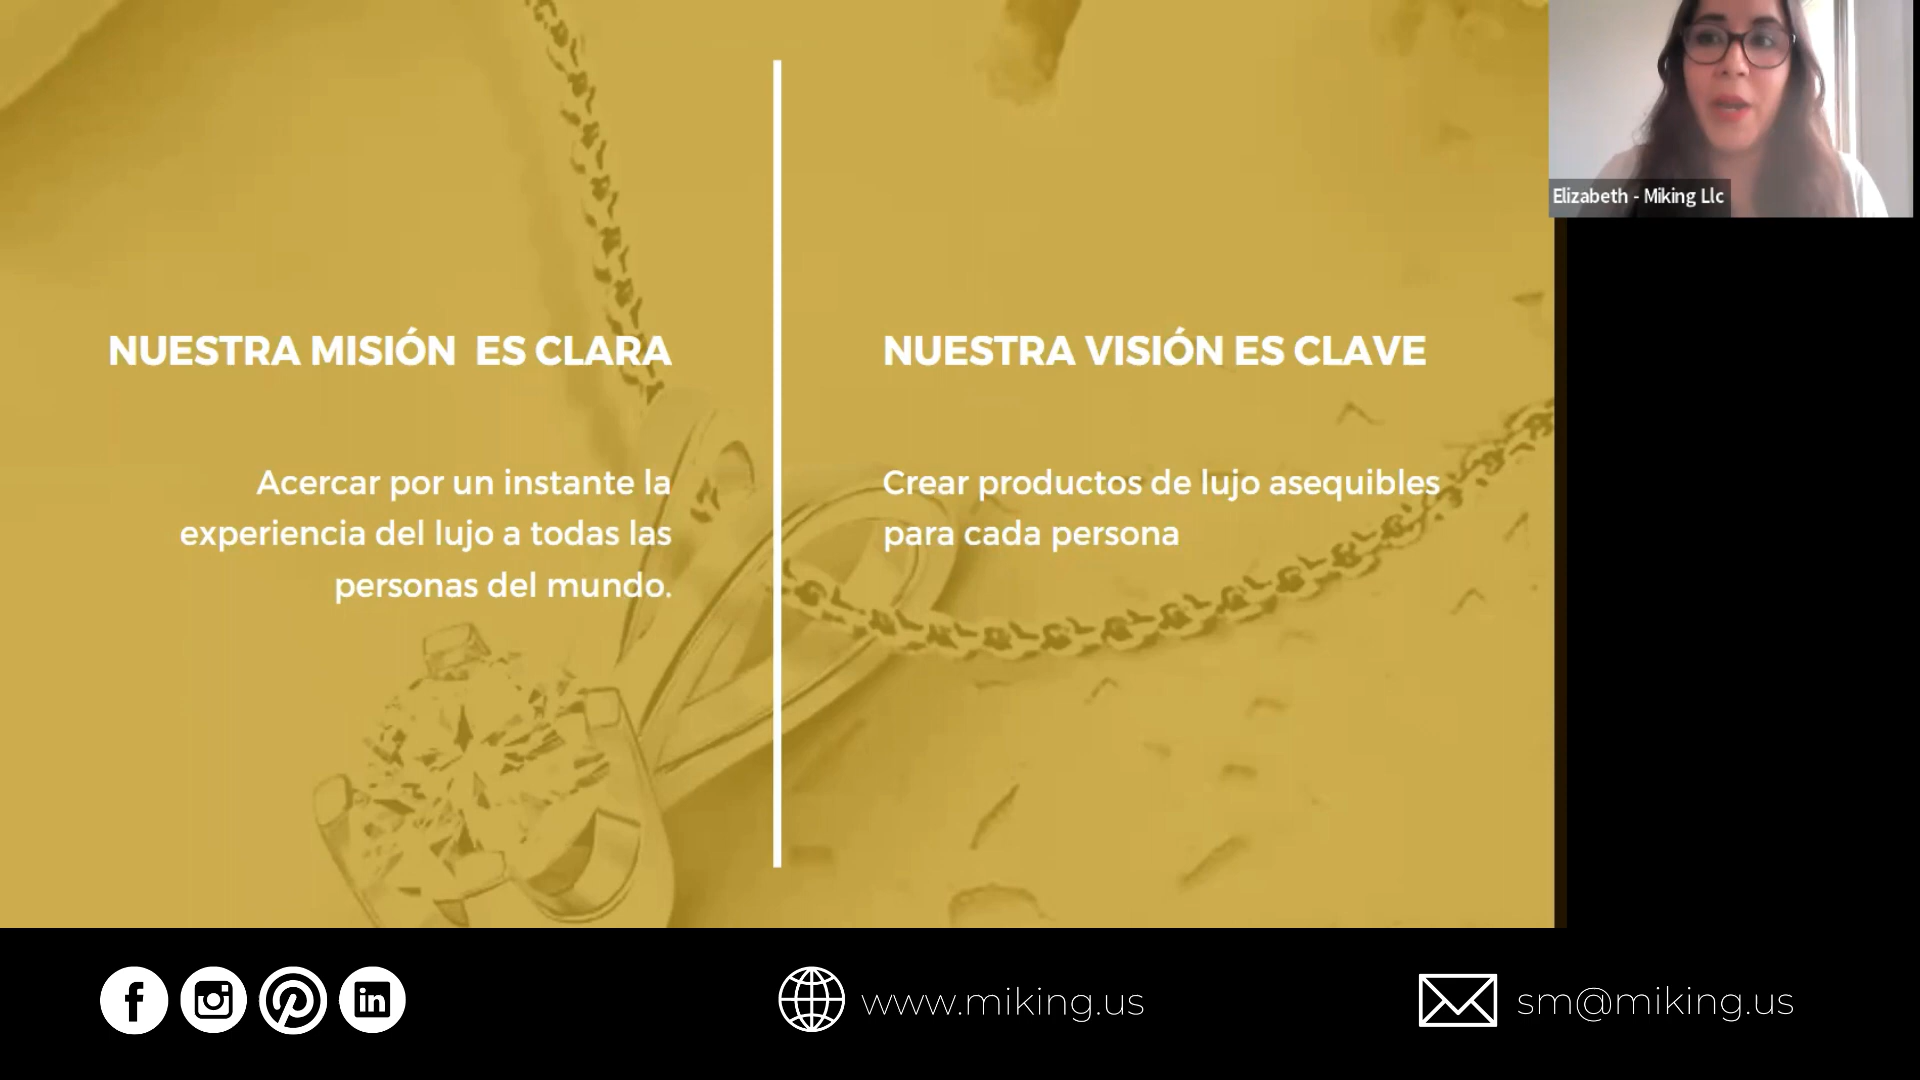 Elizabeth - Miking Llc
NUESTRA MISIÓN ES CLARA
Acercar por un instante la
experiencia del lujo a todas las
personas del mundo.
NUESTRA VISIÓN ES CLAVE
Crear productos de lujo asequibles
para cada persona
www.miking.us
sm@miking.us